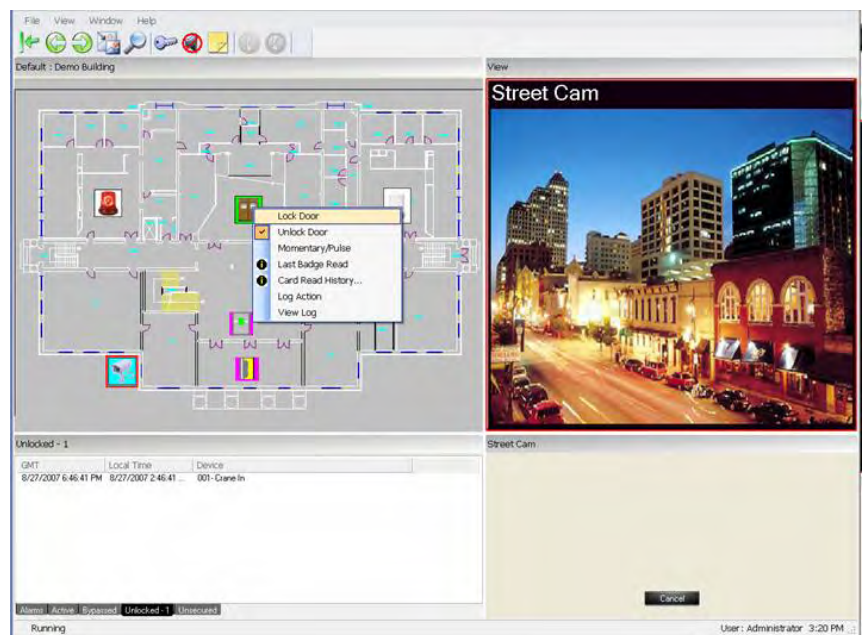 File View Window Help
Default : Demo Building
View
Street Cam
Lock Door
Unlock Door
Momentary/Pulse
Last Badge Read
Card Read History...
Log Action
View Log
Unlocked - 1
Street Cam
GMT Local Time Device
8/27/2007 6:46:41 PM 8/27/2007 2:46:41 ... 001- Crane In
Cancel
Alarms Active Bypassed Unlocked - 1 Unsecured
Running User : Administrator 3:20 PM